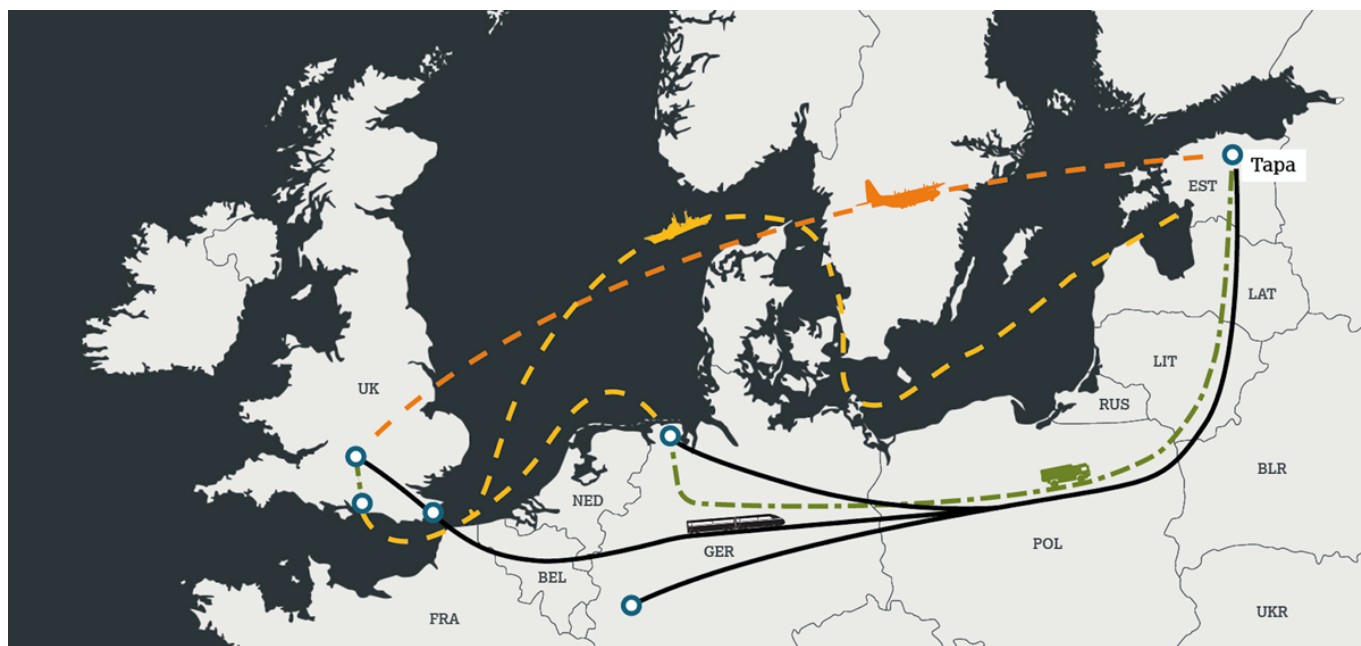 Tapa
EST
LAT
UK
LIT
RUS
BLR
NED
GER
POL
BEL
FRA
UKR